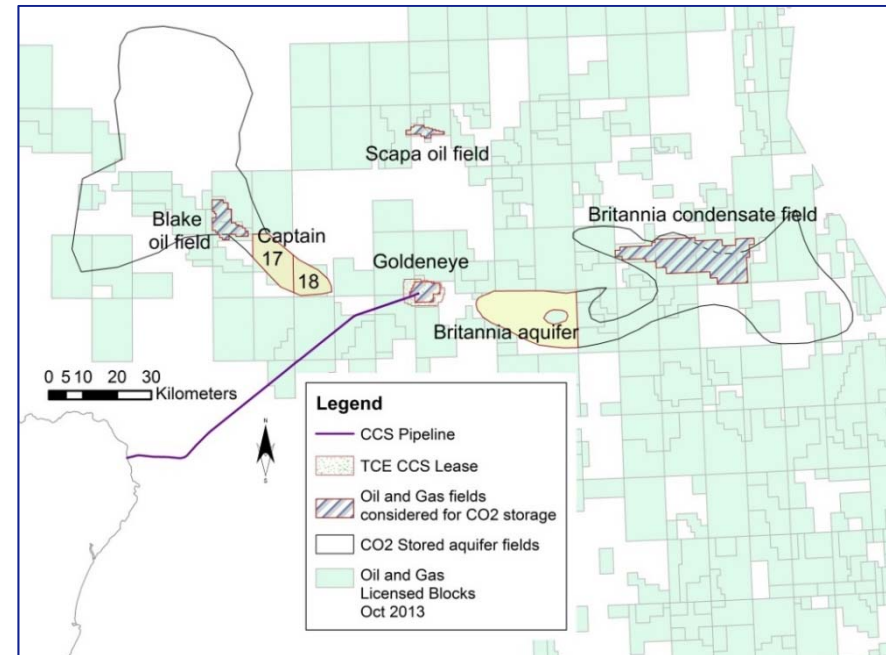 Scapa oil field
Blake
oil field
Captain
17
18
Goldeneye
Britannia condensate field
Britannia aquifer
0 5 10 20 30
Kilometers
N
S
Legend
CCS Pipeline
TCE CCS Lease
Oil and Gas fields
considered for CO2 storage
CO2 Stored aquifer fields
Oil and Gas
Licensed Blocks
Oct 2013